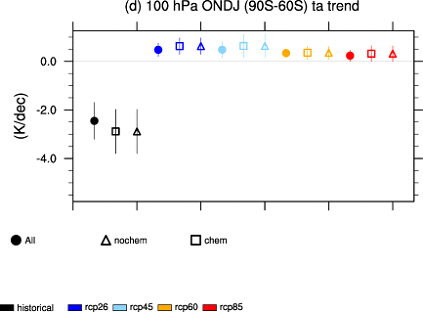 (d) 100 hPa ONDJ (90S-60S) ta trend
(K/dec)
0.0
-2.0
-4.0
All nochem chem
historical rcp26 rcp45 rcp60 rcp85